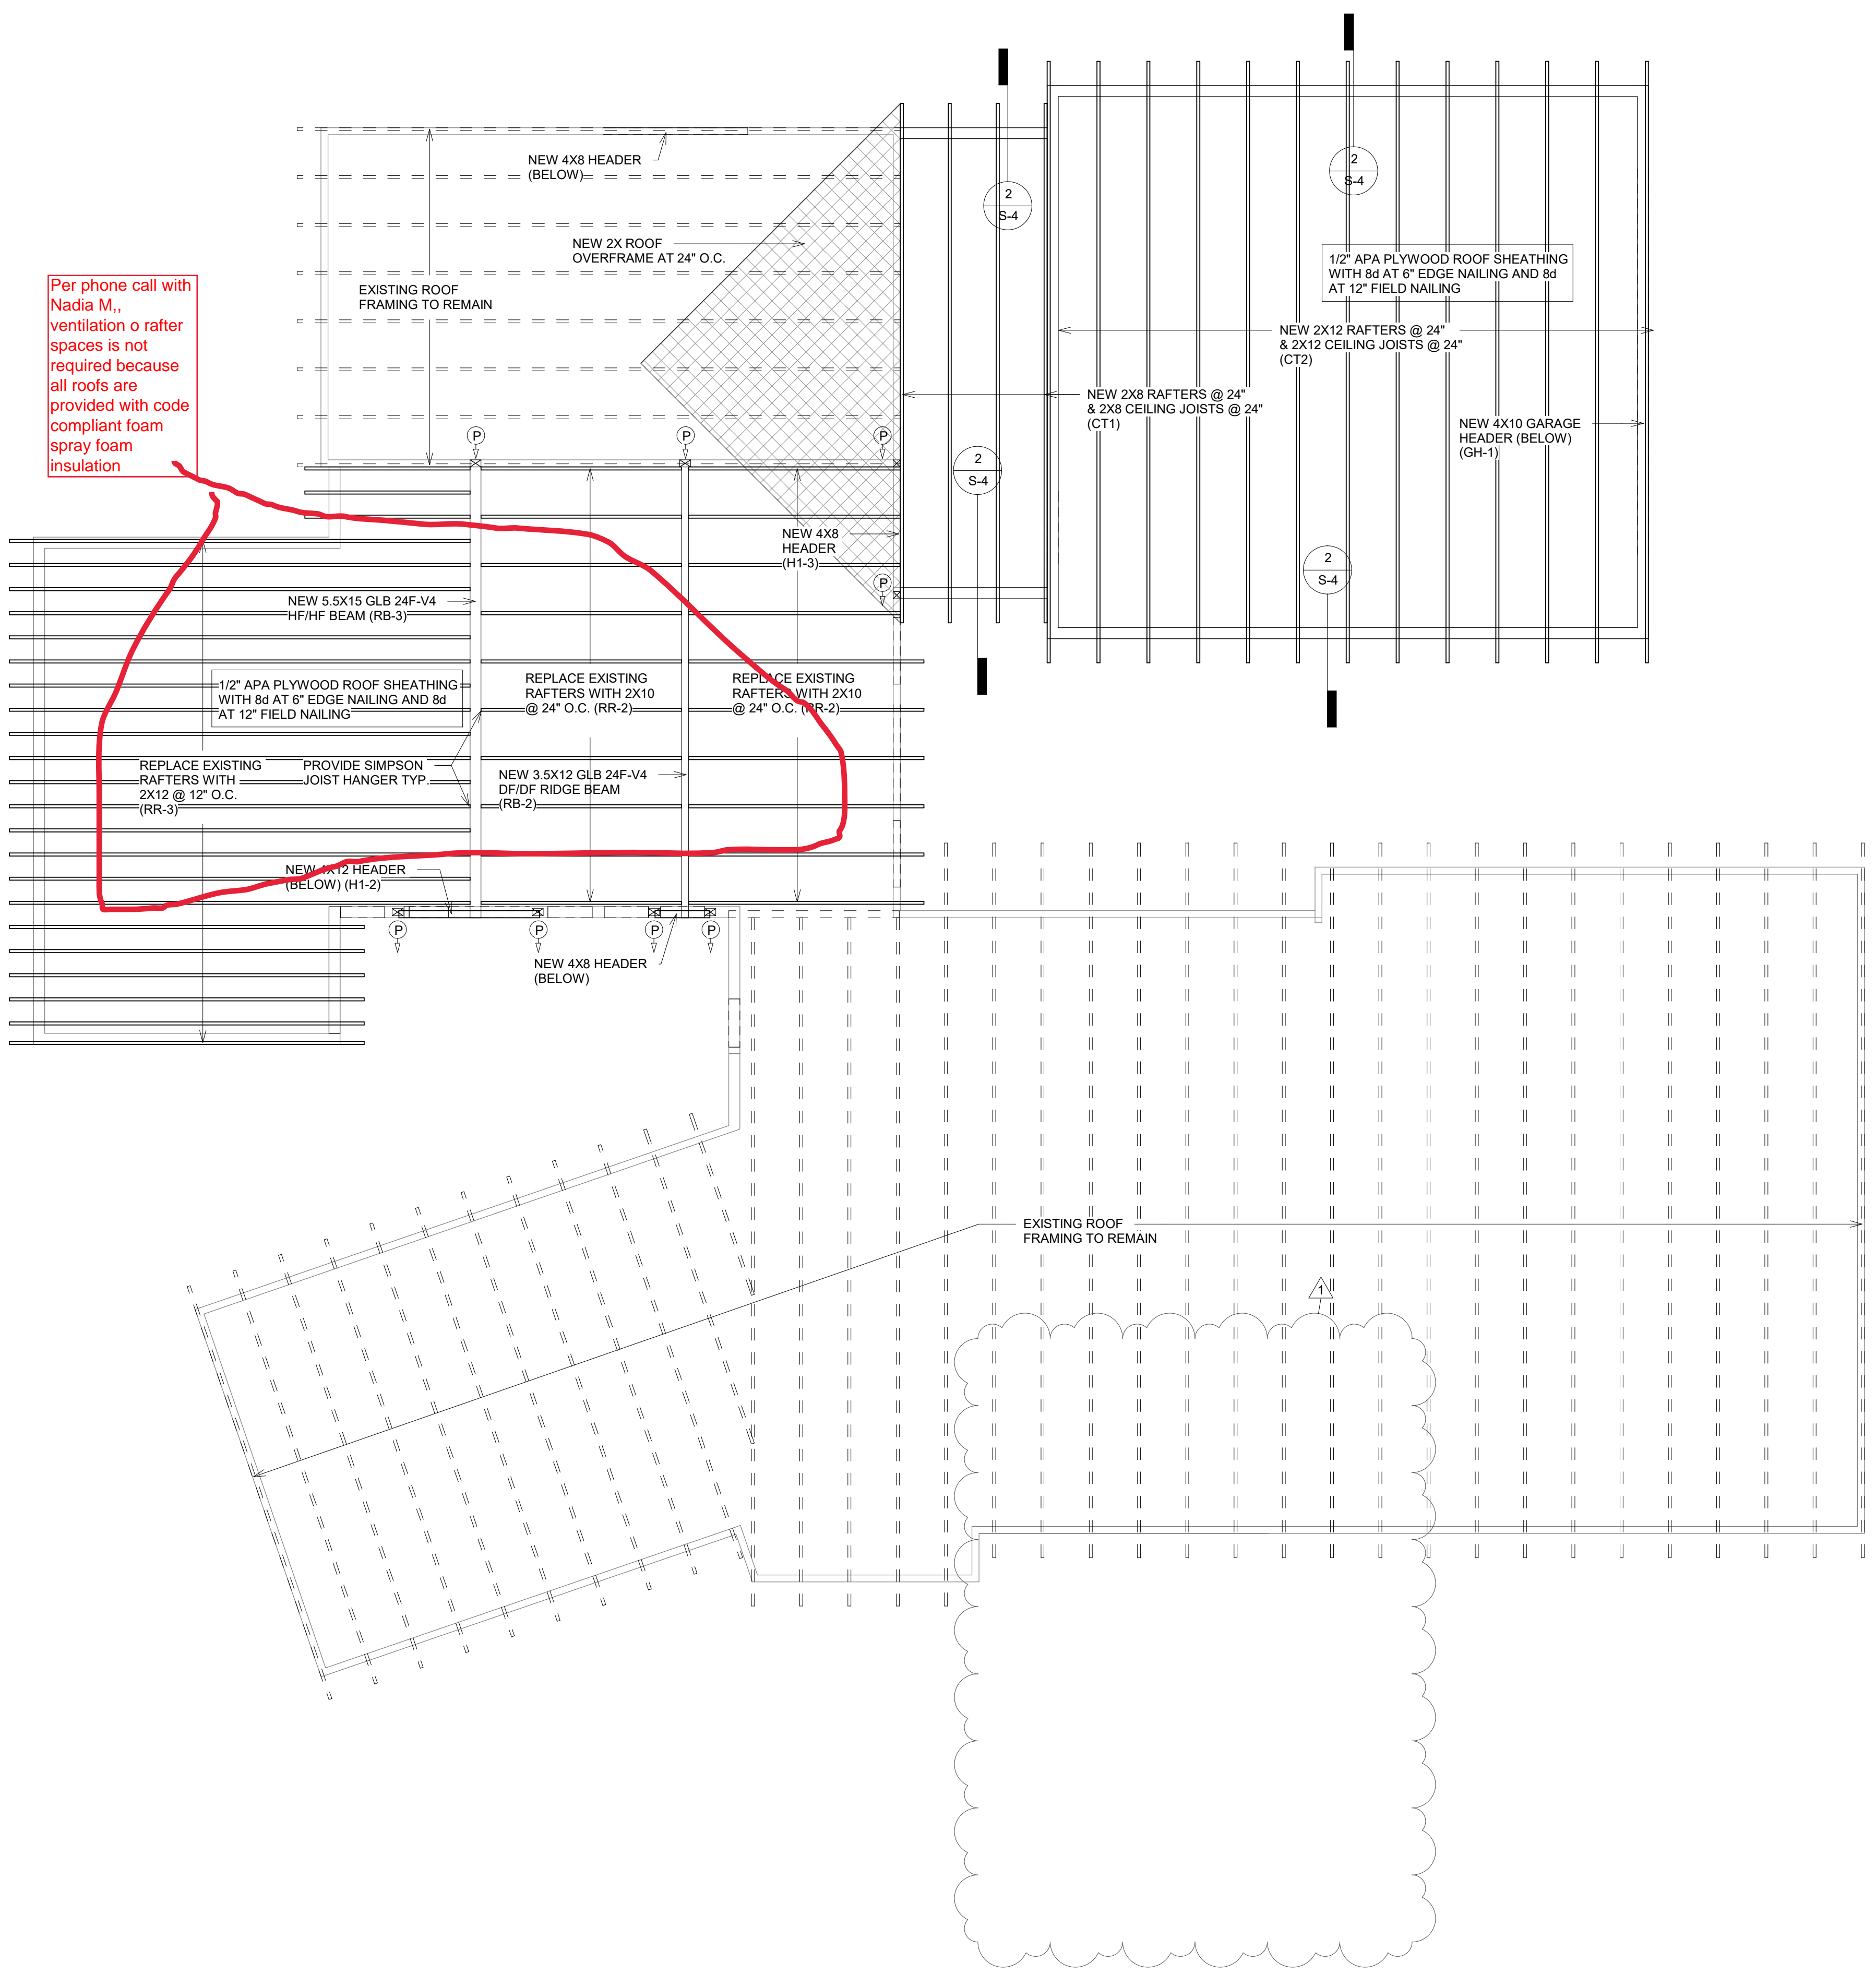 2
S-4
2
S-4
NEW 4X8 HEADER
(BELOW)
NEW 2X ROOF
OVERFRAME AT 24" O.C.
EXISTING ROOF
FRAMING TO REMAIN
1/2" APA PLYWOOD ROOF SHEATHING
WITH 8d AT 6" EDGE NAILING AND 8d
AT 12" FIELD NAILING
Per phone call with
Nadia M,,
ventilation o rafter
spaces is not
required because
all roofs are
provided with code
compliant foam
spray foam
insulation
NEW 2X12 RAFTERS @ 24"
& 2X12 CEILING JOISTS @ 24"
(CT2)
NEW 2X8 RAFTERS @ 24"
& 2X8 CEILING JOISTS @ 24"
(CT1)
NEW 4X10 GARAGE
HEADER (BELOW)
(GH-1)
P
P
P
2
S-4
NEW 4X8
HEADER
(H1-3)
2
S-4
P
NEW 5.5X15 GLB 24F-V4
HF/HF BEAM (RB-3)
1/2" APA PLYWOOD ROOF SHEATHING
WITH 8d AT 6" EDGE NAILING AND 8d
AT 12" FIELD NAILING
REPLACE EXISTING
RAFTERS WITH 2X10
@ 24" O.C. (RR-2)
REPLACE EXISTING
RAFTERS WITH 2X10
@ 24" O.C. (RR-2)
REPLACE EXISTING
RAFTERS WITH
2X12 @ 12" O.C.
(RR-3)
PROVIDE SIMPSON
JOIST HANGER TYP.
NEW 3.5X12 GLB 24F-V4
DF/DF RIDGE BEAM
(RB-2)
NEW 4X12 HEADER
(BELOW) (H1-2)
P
P
P
P
NEW 4X8 HEADER
(BELOW)
EXISTING ROOF
FRAMING TO REMAIN
1